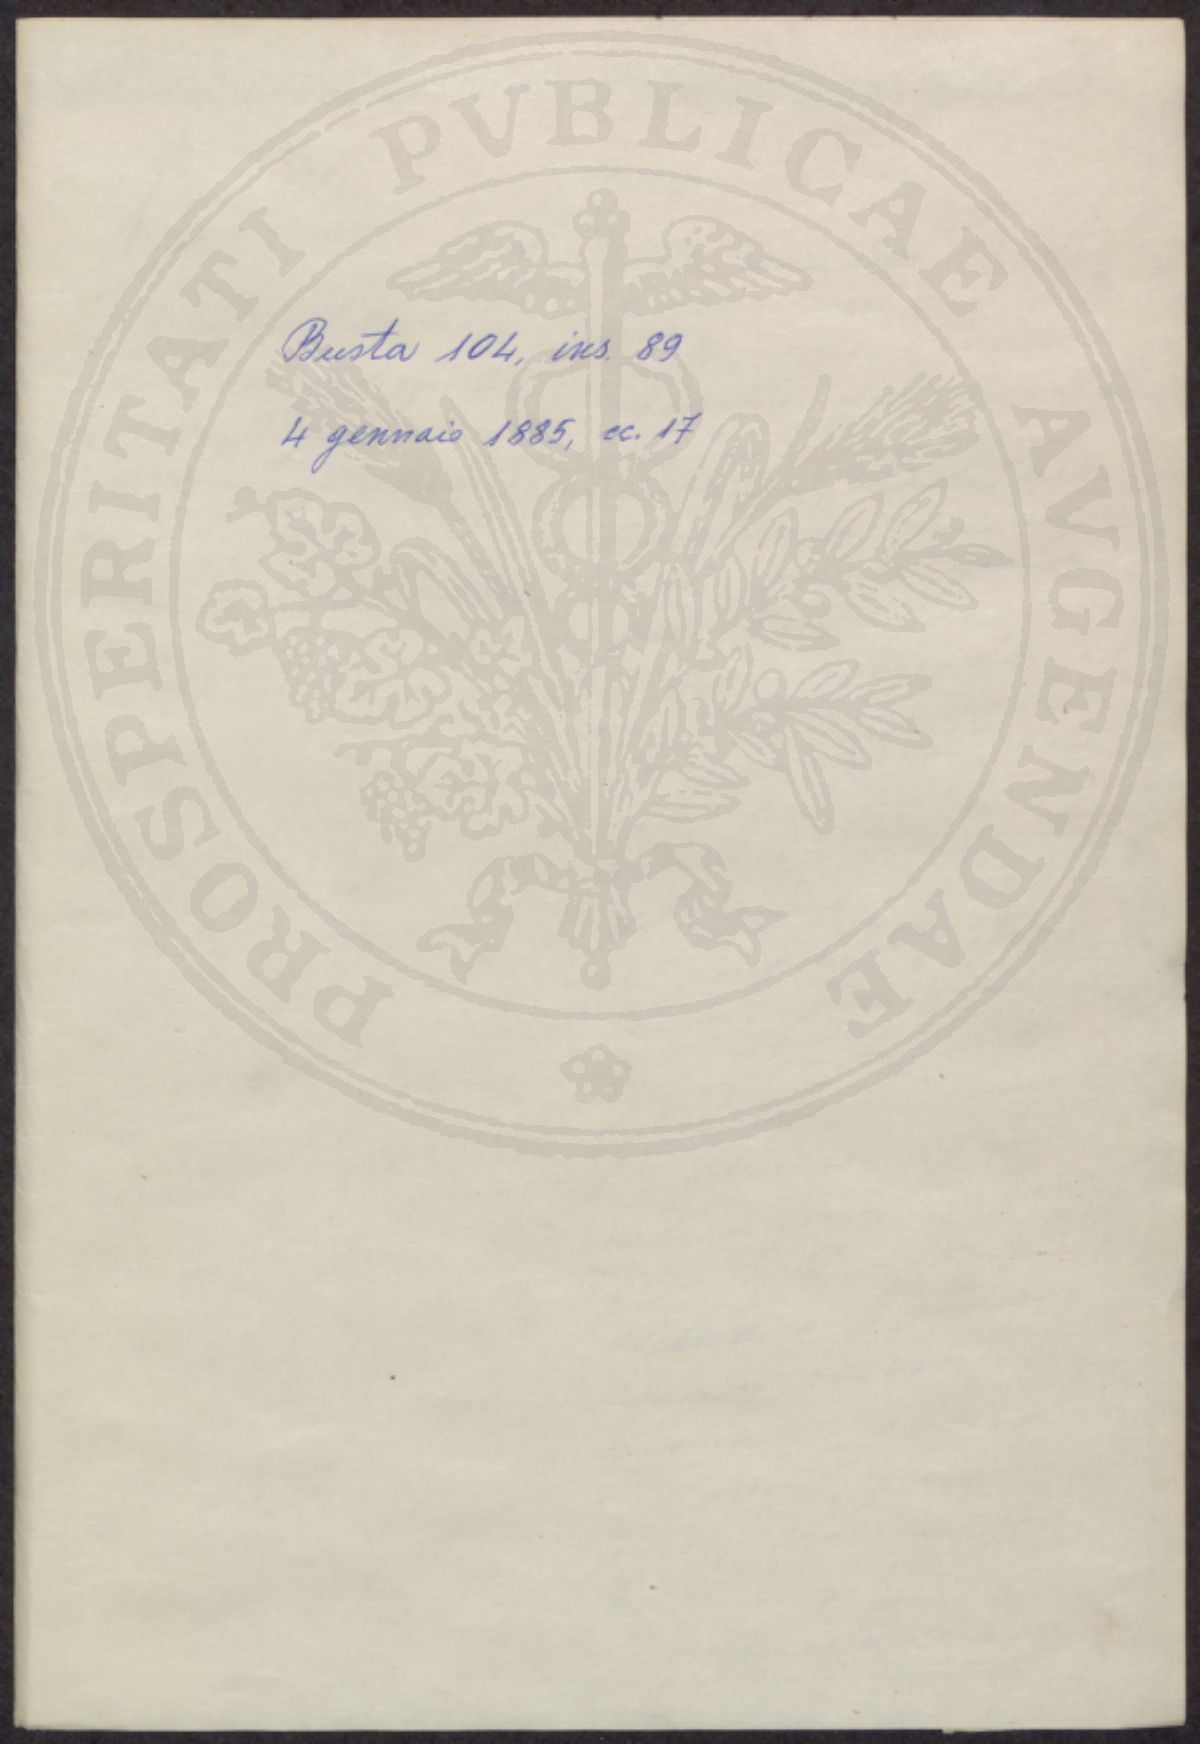 PROSPERITATI PVBLICAE AVGENDAE
Busta 104, ins. 89
4 gennaio 1885, cc. 17